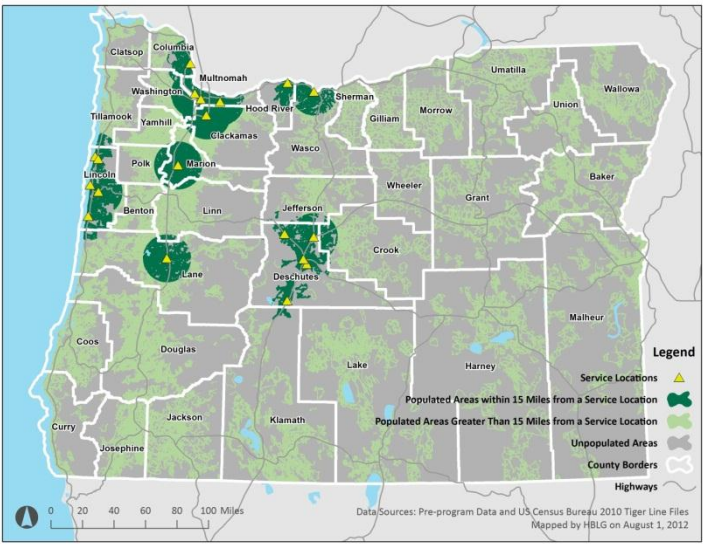 Clatsop
Columbia
Multnomah
Washington
Hood River
Sherman
Umatilla
Wallowa
Union
Tillamook
Yamhill
Gilliam
Morrow
Clackamas
Wasco
Polk
Marion
Baker
Lincoln
Wheeler
Grant
Benton
Linn
Jefferson
Crook
Lane
Deschutes
Malheur
Coos
Douglas
Lake
Harney
Curry
Jackson
Klamath
Josephine
Legend
Service Locations
Populated Areas within 15 Miles from a Service Location
Populated Areas Greater Than 15 Miles from a Service Location
Unpopulated Areas
County Borders
Highways
0 20 40 60 80 100 Miles
Data Sources: Pre-program Data and US Census Bureau 2010 Tiger Line Files
Mapped by HBLG on August 1, 2012